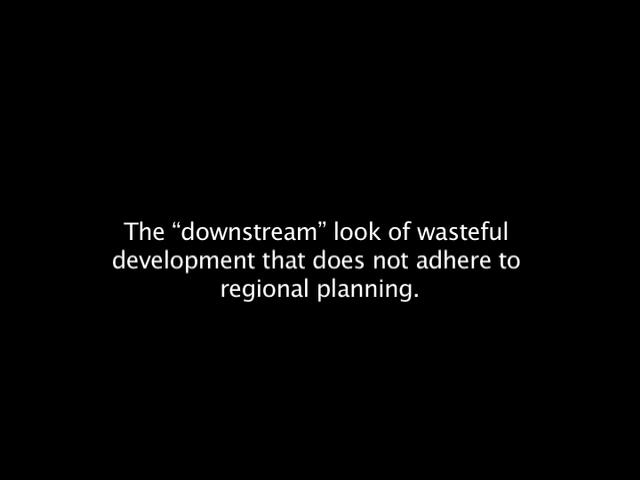 The “downstream” look of wasteful
development that does not adhere to
regional planning.